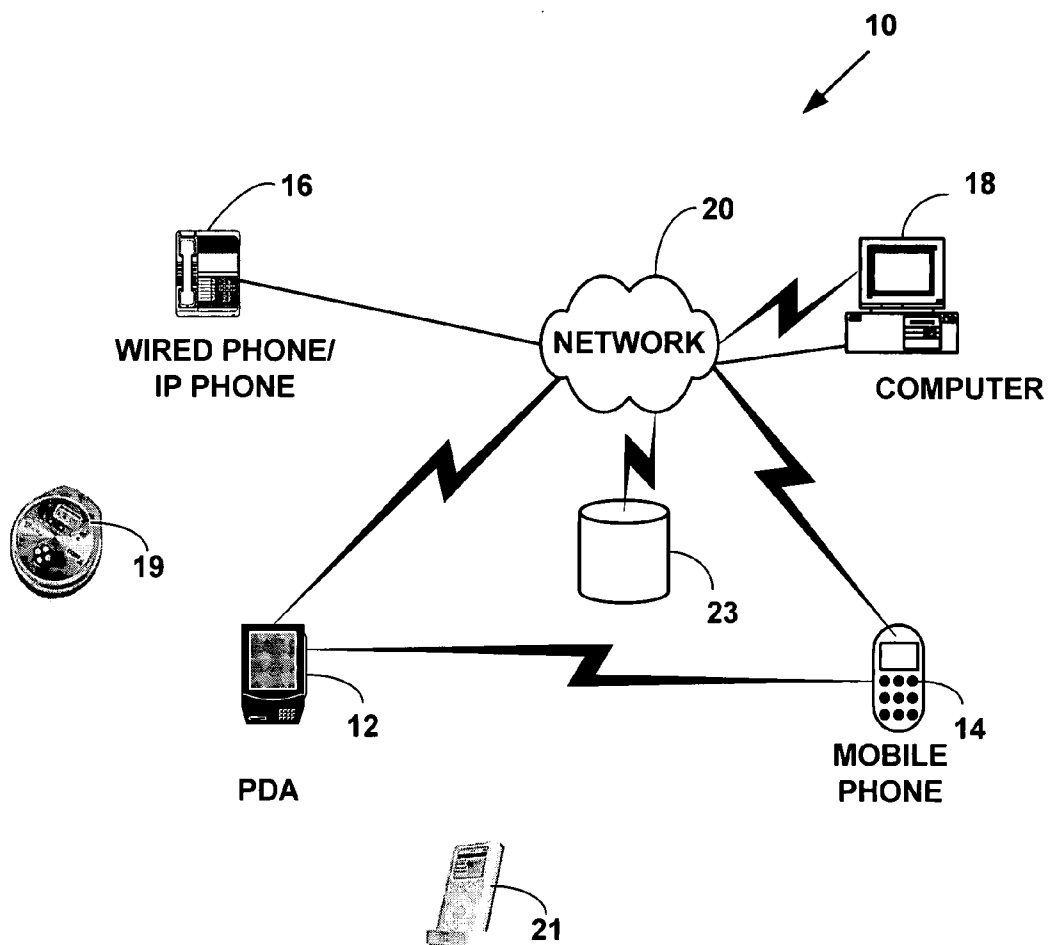 10
16
20
18
WIRED PHONE/
IP PHONE
NETWORK
COMPUTER
19
23
12
14
PDA
MOBILE
PHONE
21